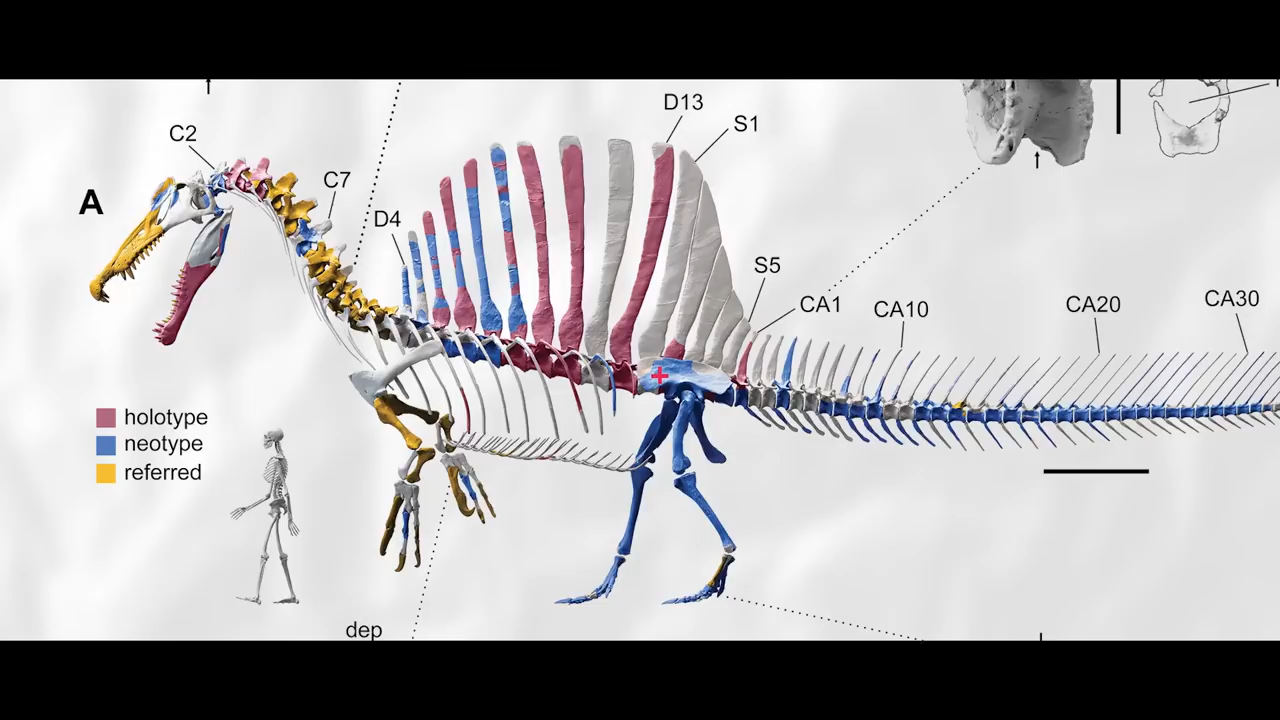 D13
S1
C2
C7
A
D4
S5
CA1
CA10
CA20
CA30
holotype
neotype
referred
dep